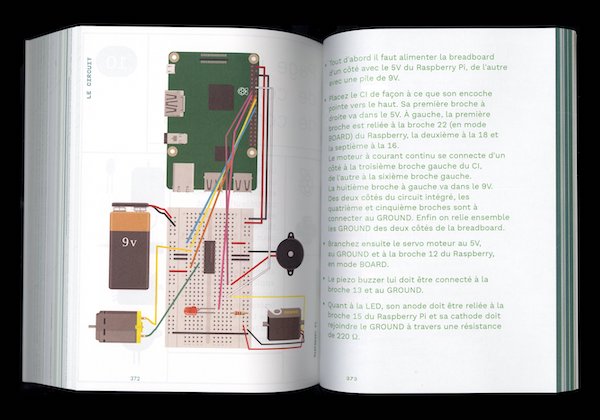 LE CIRCUIT
9v
372
• Tout d'abord il faut alimenter la breadboard
d'un côté avec le 5V du Raspberry Pi, de l'autre
avec une pile de 9V.
• Placez le CI de façon à ce que son encoche
pointe vers le haut. Sa première broche à
droite va dans le 5V. À gauche, la première
broche est reliée à la broche 22 (en mode
BOARD) du Raspberry, la deuxième à la 18 et
la septième à la 16.
Le moteur à courant continu se connecte d'un
côté à la troisième broche gauche du CI,
de l'autre à la sixième broche gauche.
La huitième broche à gauche va dans le 9V.
Des deux côtés du circuit intégré, les
quatrième et cinquième broches sont à
connecter au GROUND. Enfin on relie ensemble
les GROUND des deux côtés de la breadboard.
• Branchez ensuite le servo moteur au 5V,
au GROUND et à la broche 12 du Raspberry,
en mode BOARD.
• Le piezo buzzer lui doit être connecté à la
broche 13 et au GROUND.
• Quant à la LED, son anode doit être reliée à la
broche 15 du Raspberry Pi et sa cathode doit
rejoindre le GROUND à travers une résistance
de 220 Ω.
373